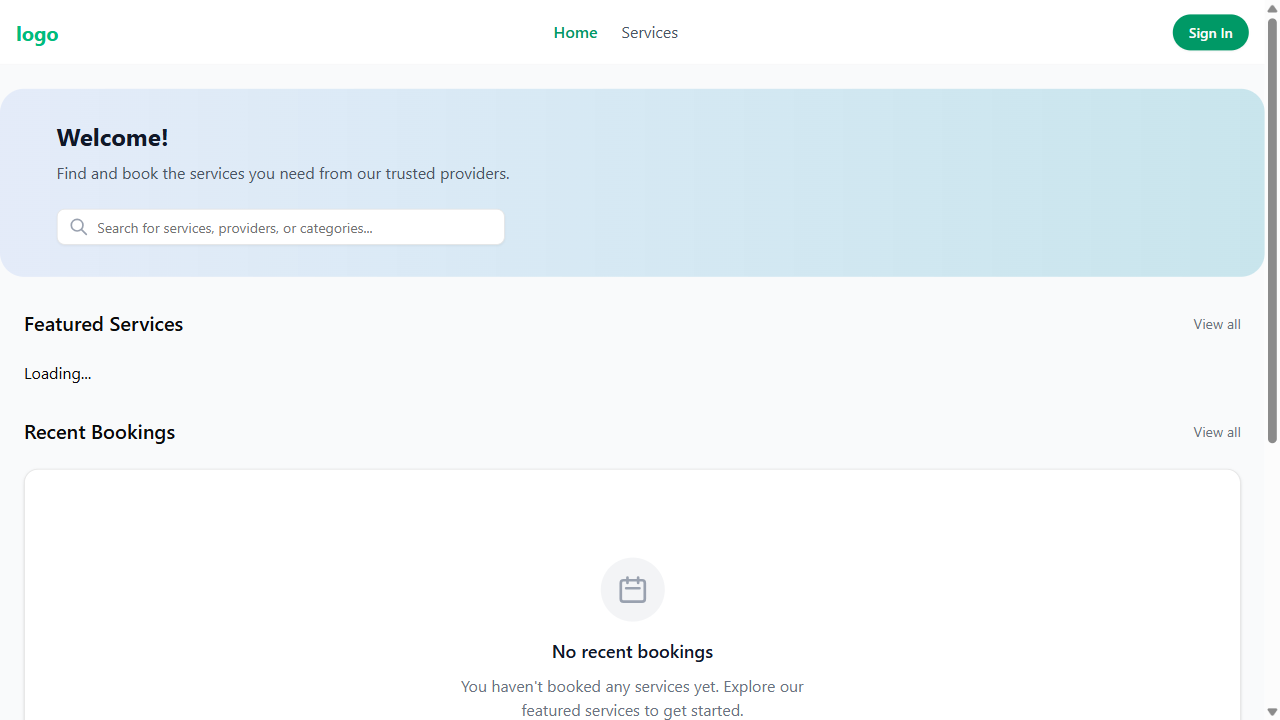 logo
Home
Services
Sign In
Welcome!
Find and book the services you need from our trusted providers.
Search for services, providers, or categories...
Featured Services
View all
Loading...
Recent Bookings
View all
No recent bookings
You haven't booked any services yet. Explore our
featured services to get started.